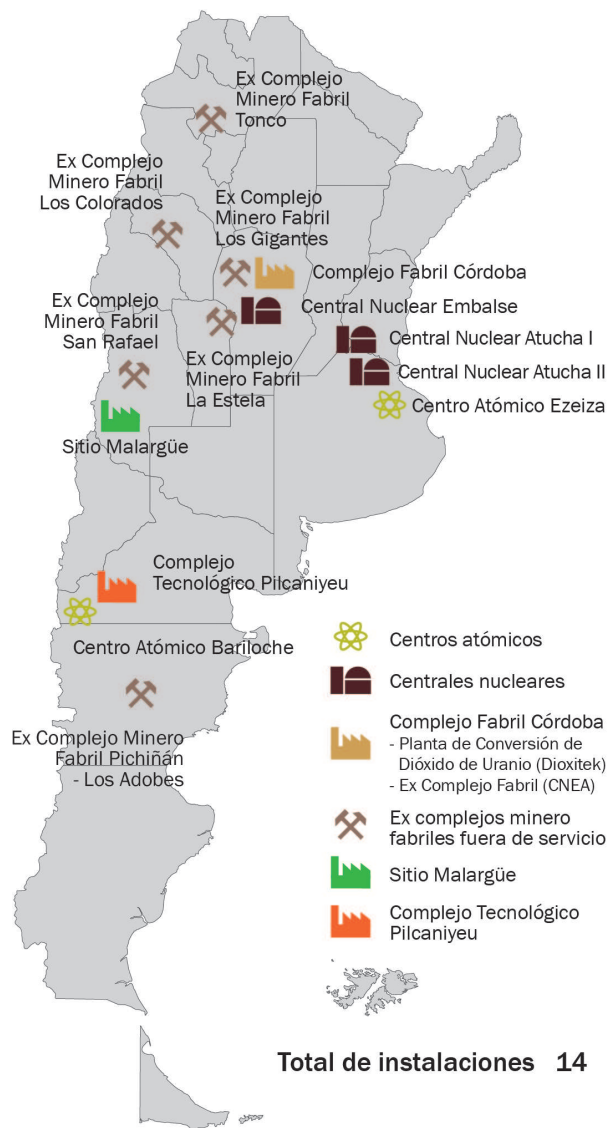 Ex Complejo
Minero Fabril
Tonco
Ex Complejo
Minero Fabril
Los Colorados
Ex Complejo
Minero Fabril
Los Gigantes
Complejo Fabril Córdoba
Central Nuclear Embalse
Ex Complejo
Minero Fabril
San Rafael
Central Nuclear Atucha I
Ex Complejo
Minero Fabril
La Estela
Central Nuclear Atucha II
Centro Atómico Ezeiza
Sitio Malargüe
Complejo
Tecnológico Pilcaniyeu
Centro Atómico Bariloche
Ex Complejo Minero
Fabril Pichiñán
- Los Adobes
Centros atómicos
Centrales nucleares
Complejo Fabril Córdoba
- Planta de Conversión de
Dióxido de Uranio (Dioxitek)
- Ex Complejo Fabril (CNEA)
Ex complejos minero
fabriles fuera de servicio
Sitio Malargüe
Complejo Tecnológico
Pilcaniyeu
Total de instalaciones 14